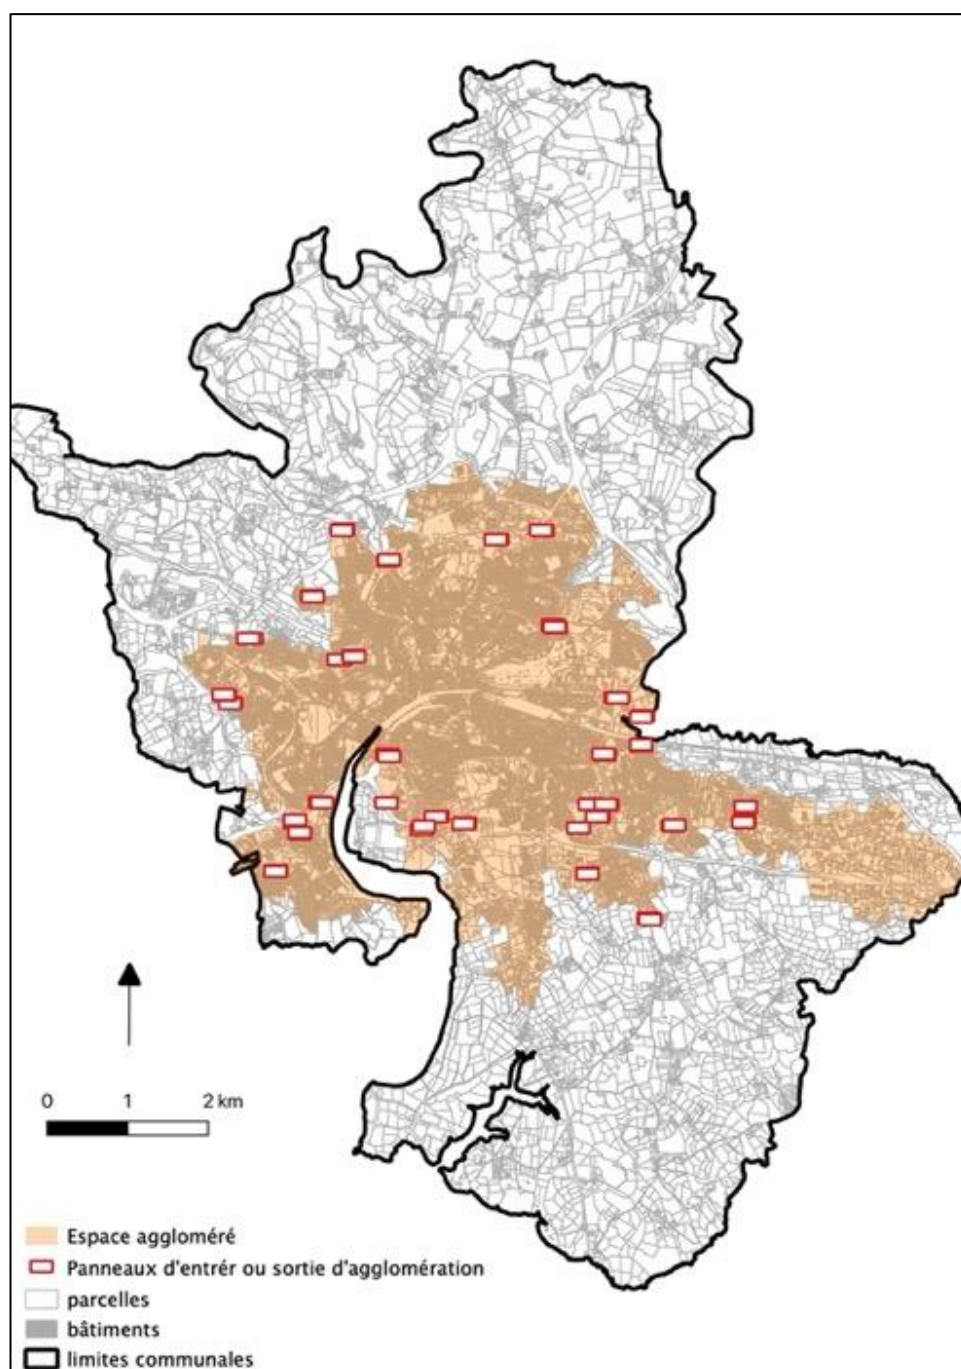 0 1 2 km
Espace aggloméré
Panneaux d'entrér ou sortie d'agglomération
parcelles
bâtiments
limites communales